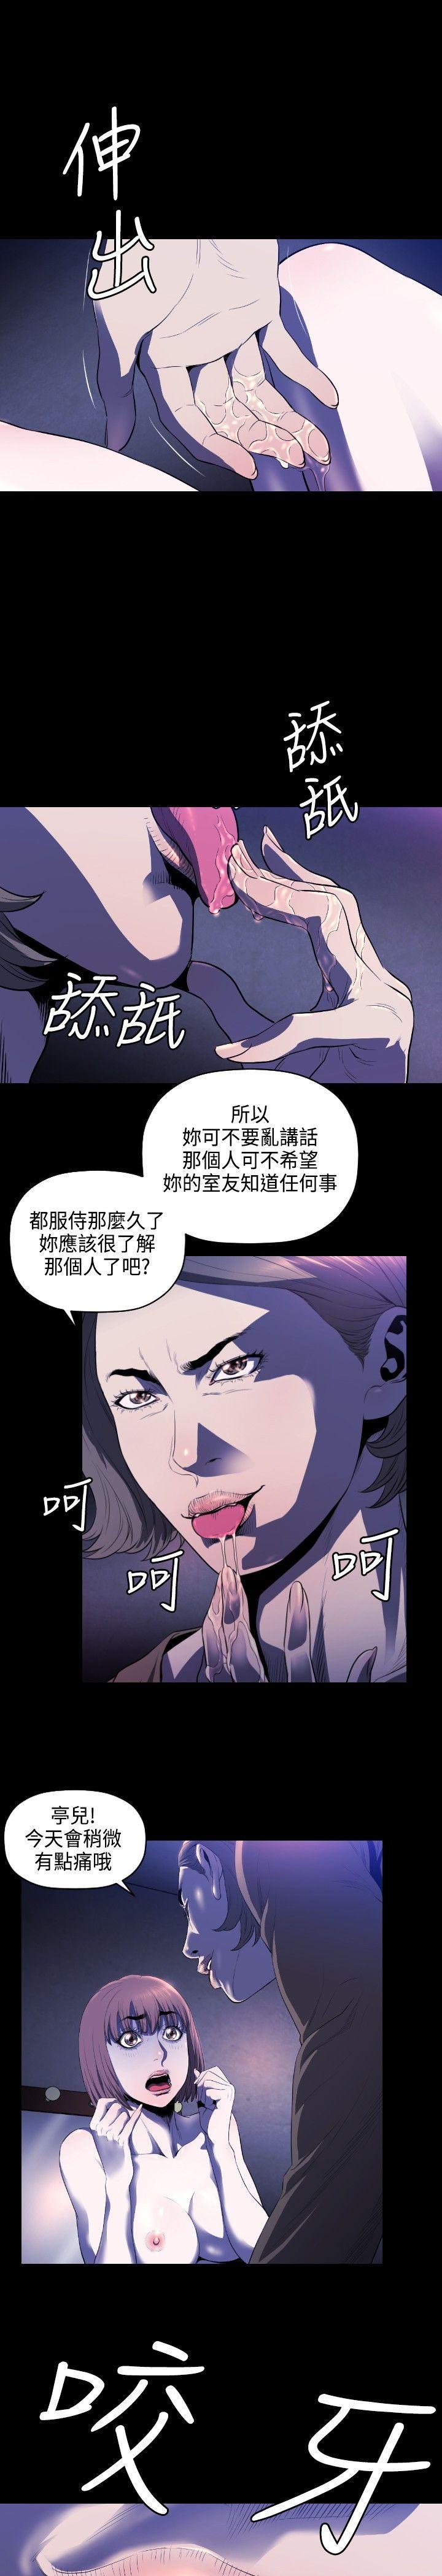 伸出
舔舐
舔舐
所以
妳可不要亂講話
那個人可不希望
妳的室友知道任何事
都服侍那麼久了
妳應該很了解
那個人了吧?
呵
呵
呵
亭兒!
今天會稍微
有點痛哦
咬牙